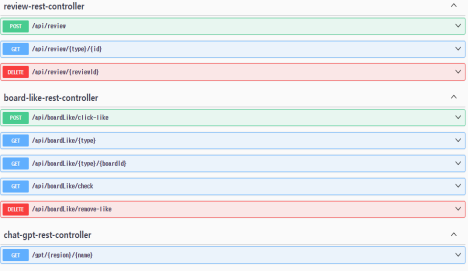 review-rest-controller
POST /api/review
GET /api/review/{type}/{id}
DELETE /api/review/{reviewId}
board-like-rest-controller
POST /api/boardLike/click-like
GET /api/boardLike/{type}
GET /api/boardLike/{type}/{boardId}
GET /api/boardLike/check
DELETE /api/boardLike/remove-like
chat-gpt-rest-controller
GET /gpt/{region}/{name}